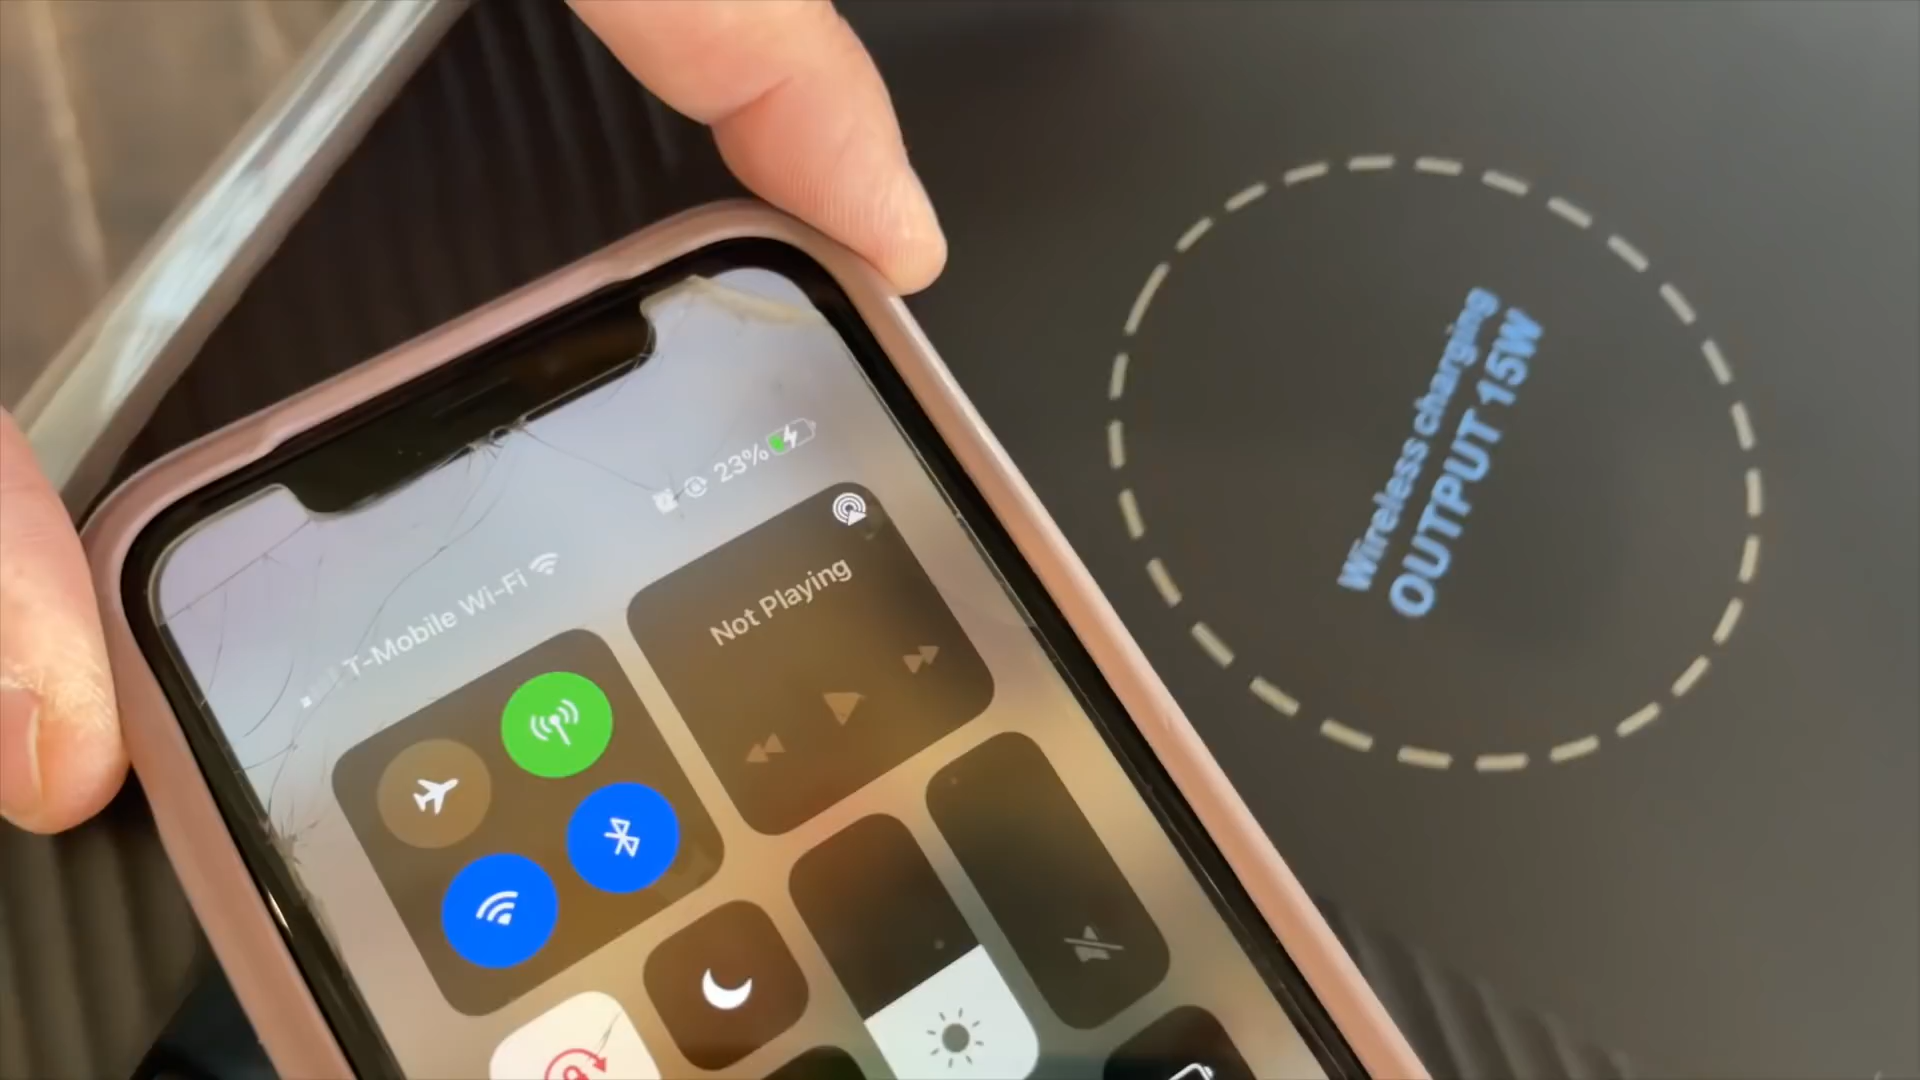 23%
T-Mobile Wi-Fi
Not Playing
Wireless charging
OUTPUT 15W